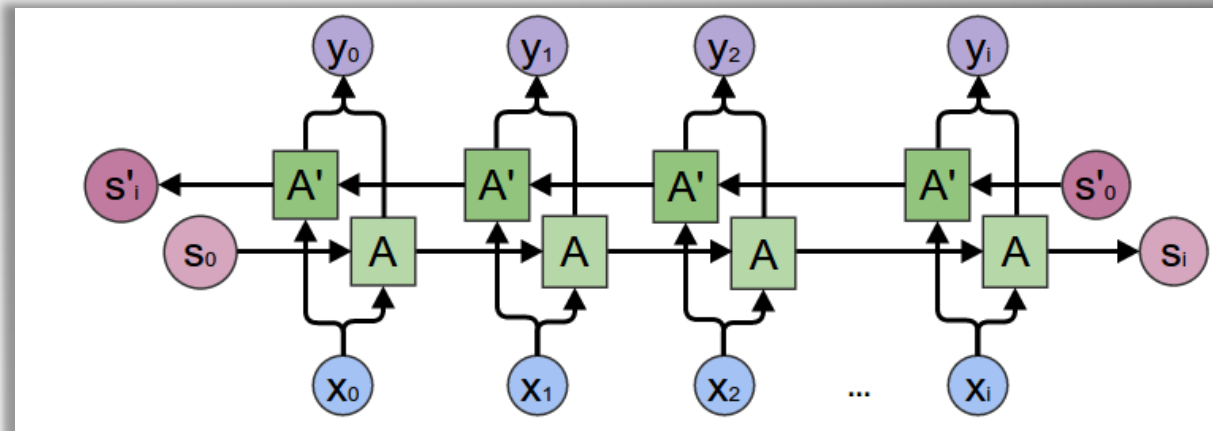 y₀ y₁ y₂ yᵢ
s'ᵢ A' A' A' A' s'₀
s₀ A A A A sᵢ
x₀ x₁ x₂ ... xᵢ